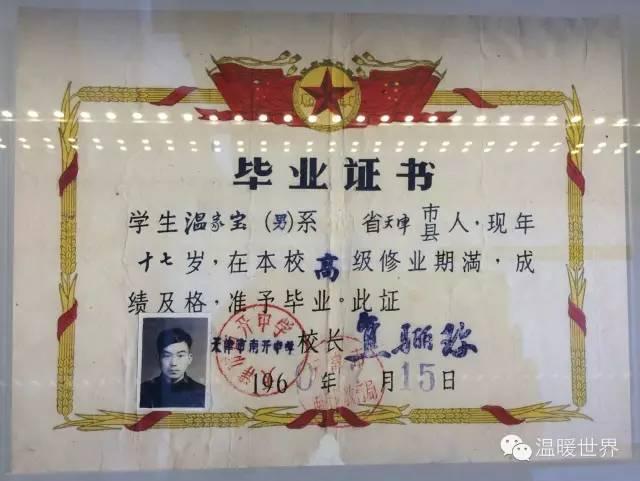 毕业证书
学生温家宝（男）系 省天津市县人，现年
十七岁，在本校高级修业期满，成
绩及格，准予毕业。此证
天津市南开中学校长
1960年 月15日
温暖世界